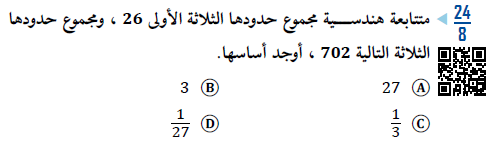 24/8 متتابعة هندسية مجموع حدودها الثلاثة الأولى 26 ، ومجموع حدودها
الثلاثة التالية 702 ، أوجد أساسها.
A 27 B 3
C 1/3 D 1/27